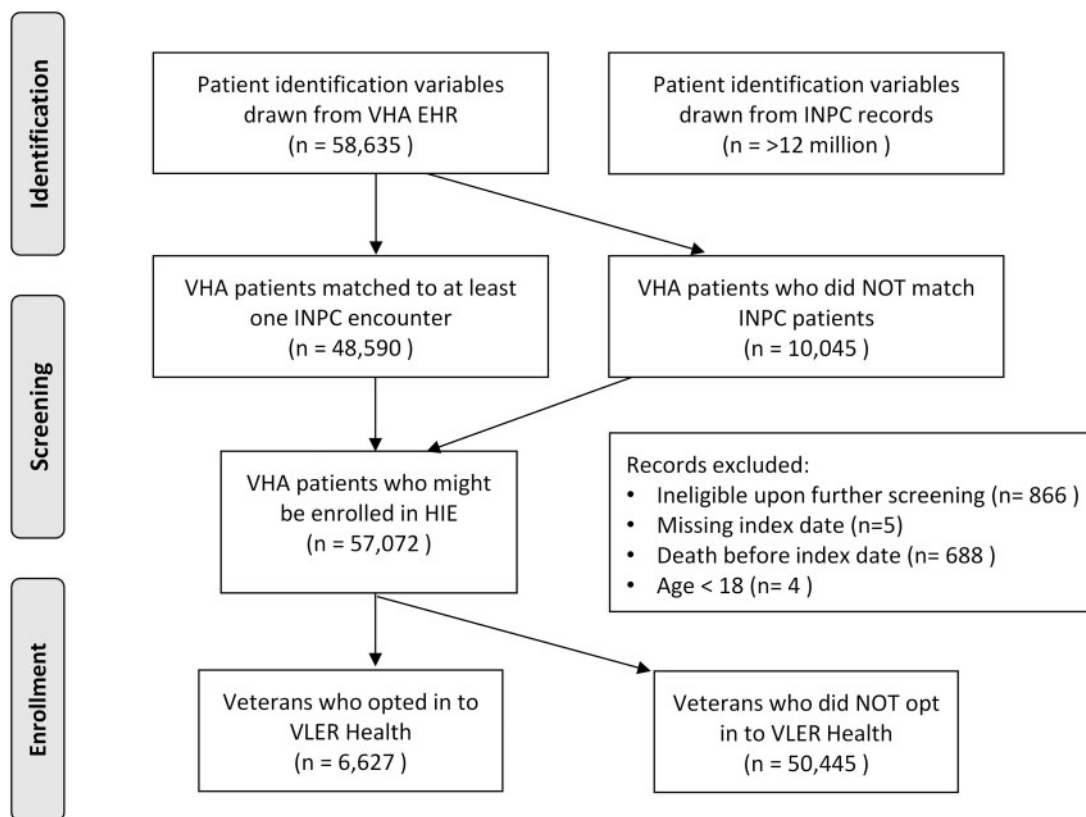 Identification
Patient identification variables
drawn from VHA EHR
(n = 58,635 )
Patient identification variables
drawn from INPC records
(n = >12 million )
Screening
VHA patients matched to at least
one INPC encounter
(n = 48,590 )
VHA patients who did NOT match
INPC patients
(n = 10,045 )
VHA patients who might
be enrolled in HIE
(n = 57,072 )
Records excluded:
• Ineligible upon further screening (n= 866 )
• Missing index date (n=5)
• Death before index date (n= 688 )
• Age < 18 (n= 4 )
Enrollment
Veterans who opted in to
VLER Health
(n = 6,627 )
Veterans who did NOT opt
in to VLER Health
(n = 50,445 )